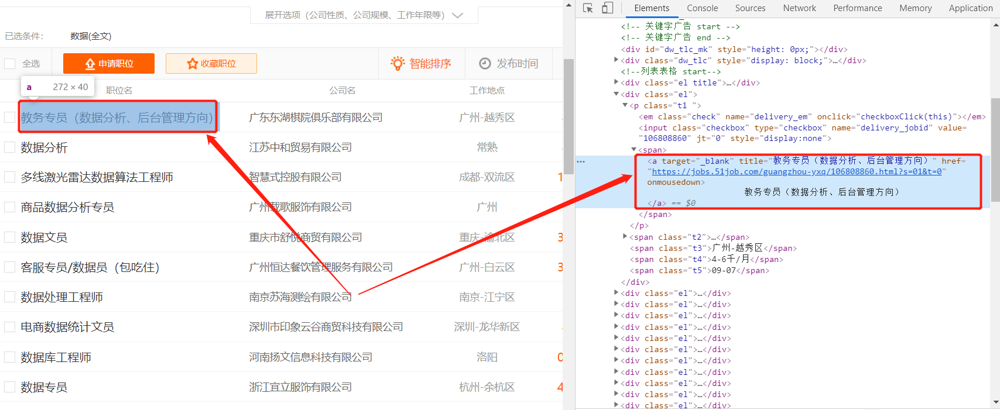 展开选项（公司性质、公司规模、工作年限等）
已选条件： 数据(全文)
全选 申请职位 收藏职位 智能排序 发布时间
a 272 × 40
职位名 公司名 工作地点
教务专员（数据分析、后台管理方向） 广东东湖棋院俱乐部有限公司 广州-越秀区
数据分析 江苏中和贸易有限公司 常熟
多线激光雷达数据算法工程师 智慧式控股有限公司 成都-双流区 1
商品数据分析专员 广州载歌服饰有限公司 广州
数据文员 重庆市舒悦商贸有限公司 重庆-渝北区 3
客服专员/数据员（包吃住） 广州恒达餐饮管理服务有限公司 广州-白云区 3
数据处理工程师 南京苏海测绘有限公司 南京-江宁区
电商数据统计文员 深圳市印象云谷商贸科技有限公司 深圳-龙华新区
数据库工程师 河南扬文信息科技有限公司 洛阳 0
数据专员 浙江宜立服饰有限公司 杭州-余杭区 4
Elements Console Sources Network Performance Memory Application
<!-- 关键字广告 start -->
<!-- 关键字广告 end -->
<div id="dw_tlc_mk" style="height: 0px;"></div>
<div class="dw_tlc" style="display: block;">…</div>
<!--列表表格 start-->
<div class="el title">…</div>
<div class="el">
<p class="t1 ">
<em class="check" name="delivery_em" onclick="checkboxClick(this)"></em>
<input class="checkbox" type="checkbox" name="delivery_jobid" value=
"106808860" jt="0" style="display:none">
<span>
<a target="_blank" title="教务专员（数据分析、后台管理方向）" href=
"https://jobs.51job.com/guangzhou-yxq/106808860.html?s=01&t=0"
onmousedown>
教务专员（数据分析、后台管理方向）
</a> == $0
</span>
</p>
<span class="t2">…</span>
<span class="t3">广州-越秀区</span>
<span class="t4">4-6千/月</span>
<span class="t5">09-07</span>
</div>
<div class="el">…</div>
<div class="el">…</div>
<div class="el">…</div>
<div class="el">…</div>
<div class="el">…</div>
<div class="el">…</div>
<div class="el">…</div>
<div class="el">…</div>
<div class="el">…</div>
<div class="el">…</div>
<div class="el">…</div>